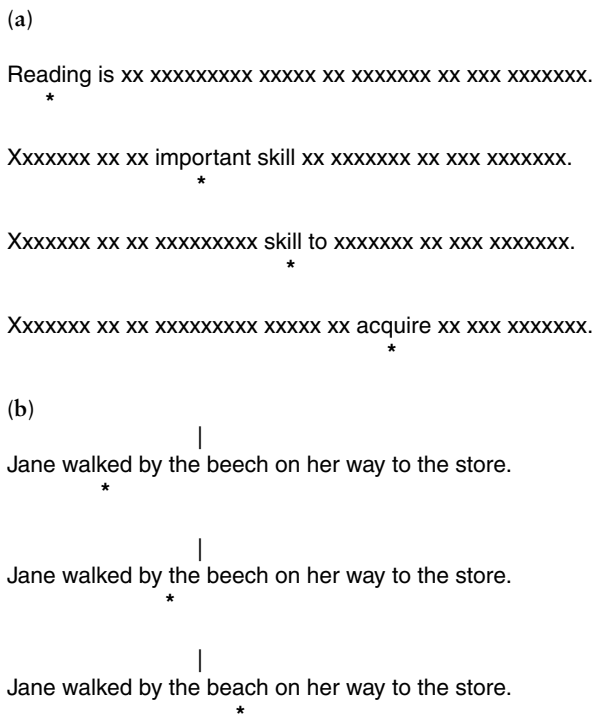 (a)
Reading is xx xxxxxxxxx xxxxx xx xxxxxxx xx xxx xxxxxxx.
*
Xxxxxxx xx xx important skill xx xxxxxxx xx xxx xxxxxxx.
*
Xxxxxxx xx xx xxxxxxxxx skill to xxxxxxx xx xxx xxxxxxx.
*
Xxxxxxx xx xx xxxxxxxxx xxxxx xx acquire xx xxx xxxxxxx.
*
(b)
|
Jane walked by the beech on her way to the store.
*
|
Jane walked by the beech on her way to the store.
*
|
Jane walked by the beach on her way to the store.
*